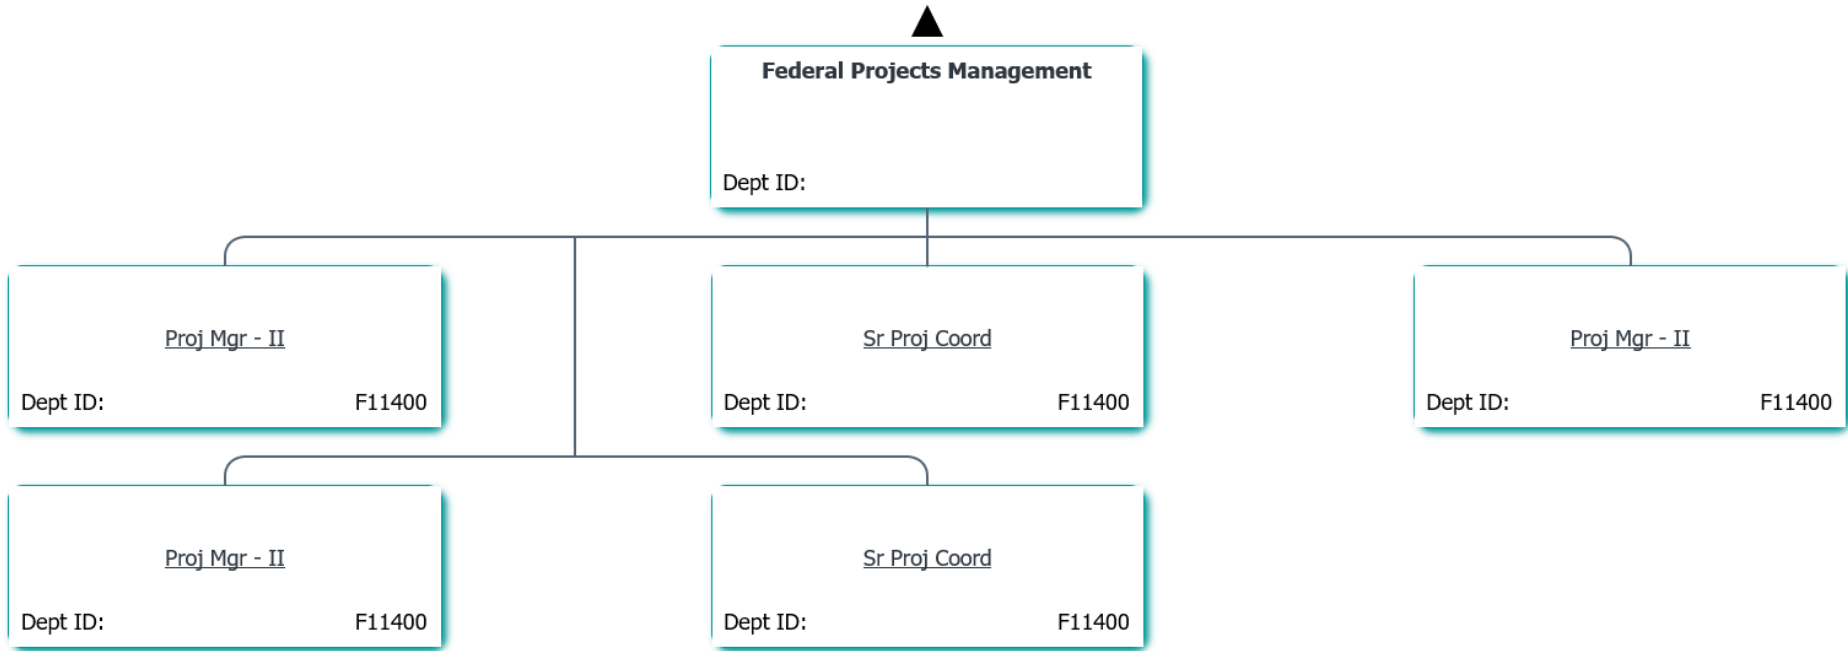 Federal Projects Management
Dept ID:
Proj Mgr - II
Dept ID: F11400
Sr Proj Coord
Dept ID: F11400
Proj Mgr - II
Dept ID: F11400
Proj Mgr - II
Dept ID: F11400
Sr Proj Coord
Dept ID: F11400